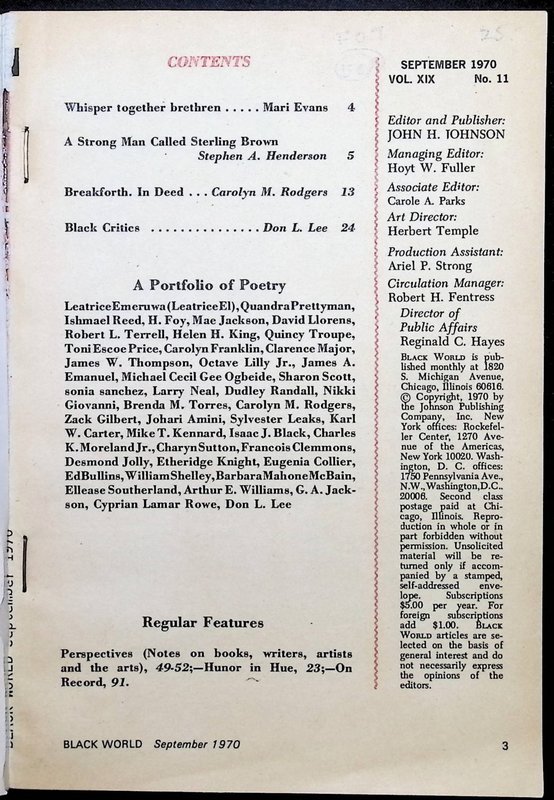 CONTENTS
Whisper together brethren ..... Mari Evans 4
A Strong Man Called Sterling Brown
Stephen A. Henderson 5
Breakforth. In Deed ... Carolyn M. Rodgers 13
Black Critics ............... Don L. Lee 24
A Portfolio of Poetry
Leatrice Emeruwa (Leatrice El), Quandra Prettyman,
Ishmael Reed, H. Foy, Mae Jackson, David Llorens,
Robert L. Terrell, Helen H. King, Quincy Troupe,
Toni Escoe Price, Carolyn Franklin, Clarence Major,
James W. Thompson, Octave Lilly Jr., James A.
Emanuel, Michael Cecil Gee Ogbeide, Sharon Scott,
sonia sanchez, Larry Neal, Dudley Randall, Nikki
Giovanni, Brenda M. Torres, Carolyn M. Rodgers,
Zack Gilbert, Johari Amini, Sylvester Leaks, Karl
W. Carter, Mike T. Kennard, Isaac J. Black, Charles
K. Moreland Jr., Charyn Sutton, Francois Clemmons,
Desmond Jolly, Etheridge Knight, Eugenia Collier,
Ed Bullins, William Shelley, Barbara Mahone McBain,
Ellease Southerland, Arthur E. Williams, G. A. Jack-
son, Cyprian Lamar Rowe, Don L. Lee
Regular Features
Perspectives (Notes on books, writers, artists
and the arts), 49-52;—Hunor in Hue, 23;—On
Record, 91.
BLACK WORLD September 1970
SEPTEMBER 1970
VOL. XIX No. 11
Editor and Publisher:
JOHN H. JOHNSON
Managing Editor:
Hoyt W. Fuller
Associate Editor:
Carole A. Parks
Art Director:
Herbert Temple
Production Assistant:
Ariel P. Strong
Circulation Manager:
Robert H. Fentress
Director of
Public Affairs
Reginald C. Hayes
BLACK WORLD is pub-
lished monthly at 1820
S. Michigan Avenue,
Chicago, Illinois 60616.
© Copyright, 1970 by
the Johnson Publishing
Company, Inc. New
York offices: Rockefel-
ler Center, 1270 Ave-
nue of the Americas,
New York 10020. Wash-
ington, D. C. offices:
1750 Pennsylvania Ave.,
N.W., Washington, D.C.,
20006. Second class
postage paid at Chi-
cago, Illinois. Repro-
duction in whole or in
part forbidden without
permission. Unsolicited
material will be re-
turned only if accom-
panied by a stamped,
self-addressed enve-
lope. Subscriptions
$5.00 per year. For
foreign subscriptions
add $1.00. BLACK
WORLD articles are se-
lected on the basis of
general interest and do
not necessarily express
the opinions of the
editors.
3
BLACK WORLD September 1970